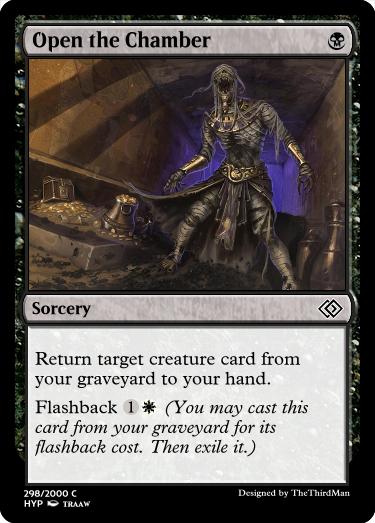 Open the Chamber
Sorcery
Return target creature card from
your graveyard to your hand.
Flashback 1 (You may cast this
card from your graveyard for its
flashback cost. Then exile it.)
298/2000 C
HYP TRAAW
Designed by TheThirdMan